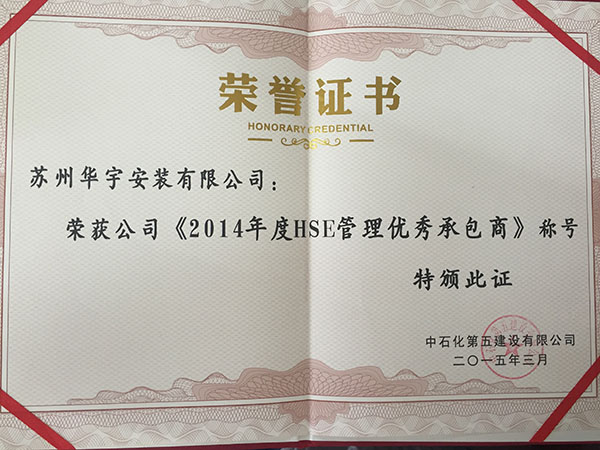 荣誉证书
HONORARY CREDENTIAL
苏州华宇安装有限公司：
荣获公司《2014年度HSE管理优秀承包商》称号
特颁此证
中石化第五建设有限公司
二〇一五年三月